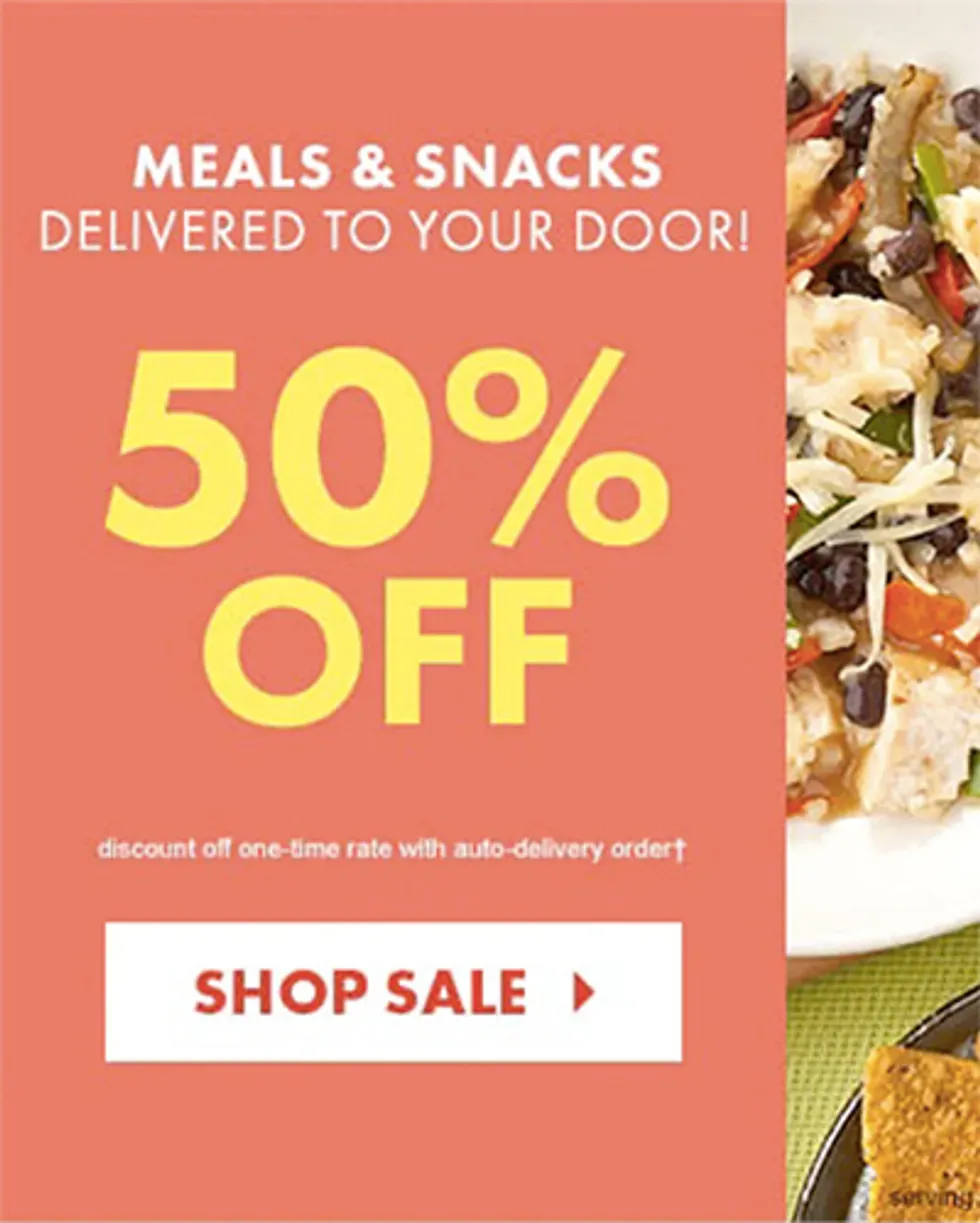 MEALS & SNACKS
DELIVERED TO YOUR DOOR!
50%
OFF
discount off one-time rate with auto-delivery order†
SHOP SALE
serving